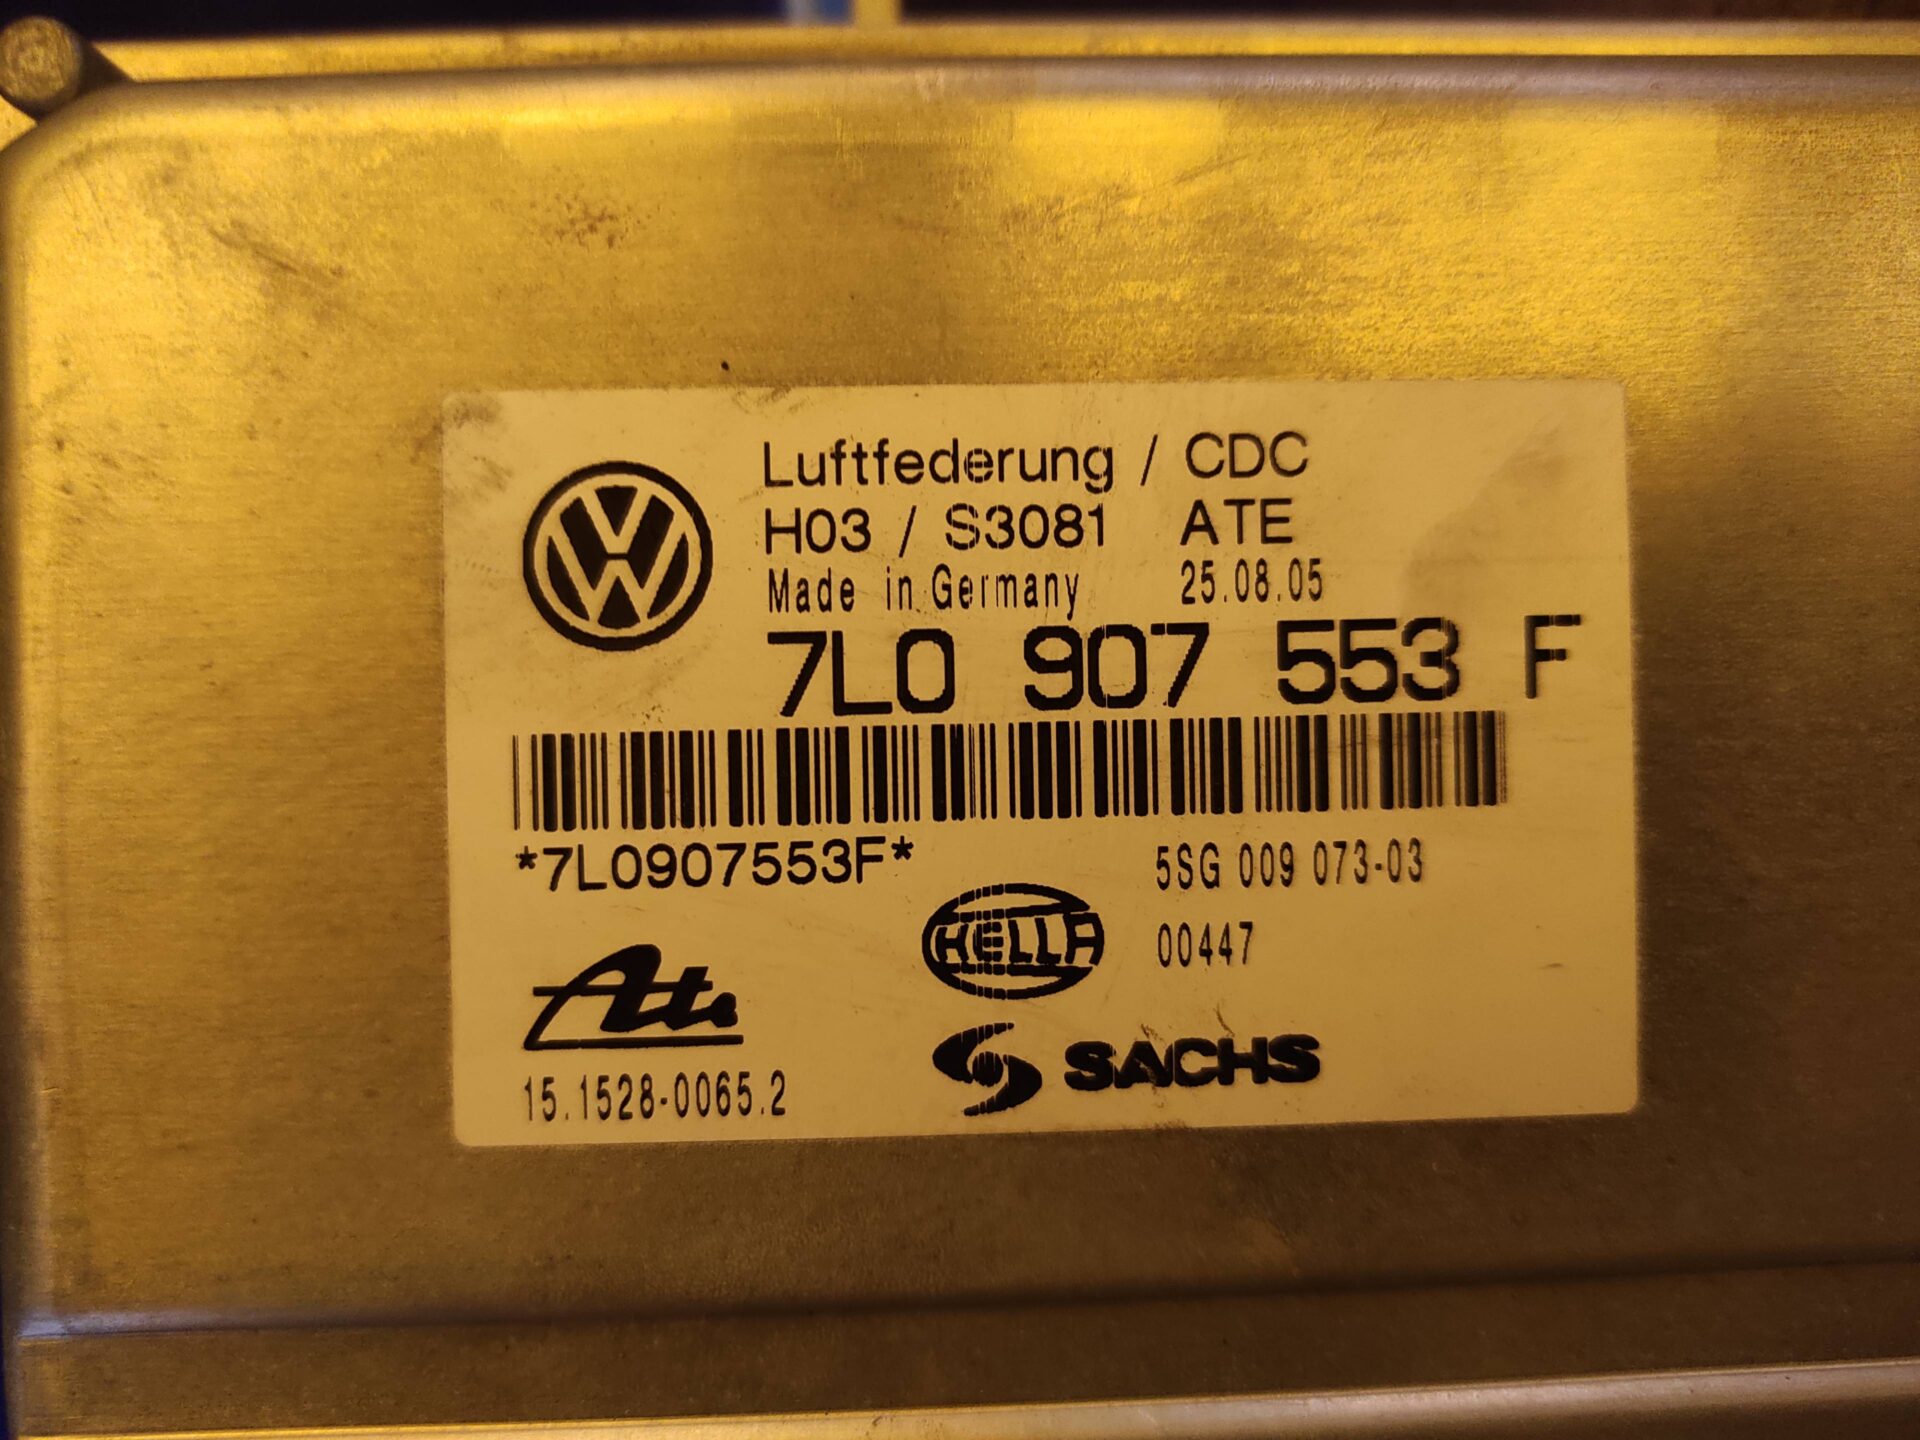 Luftfederung / CDC
H03 / S3081 ATE
Made in Germany 25.08.05
7L0 907 553 F
*7L0907553F*
5SG 009 073-03
HELLA
00447
Ate
SACHS
15.1528-0065.2